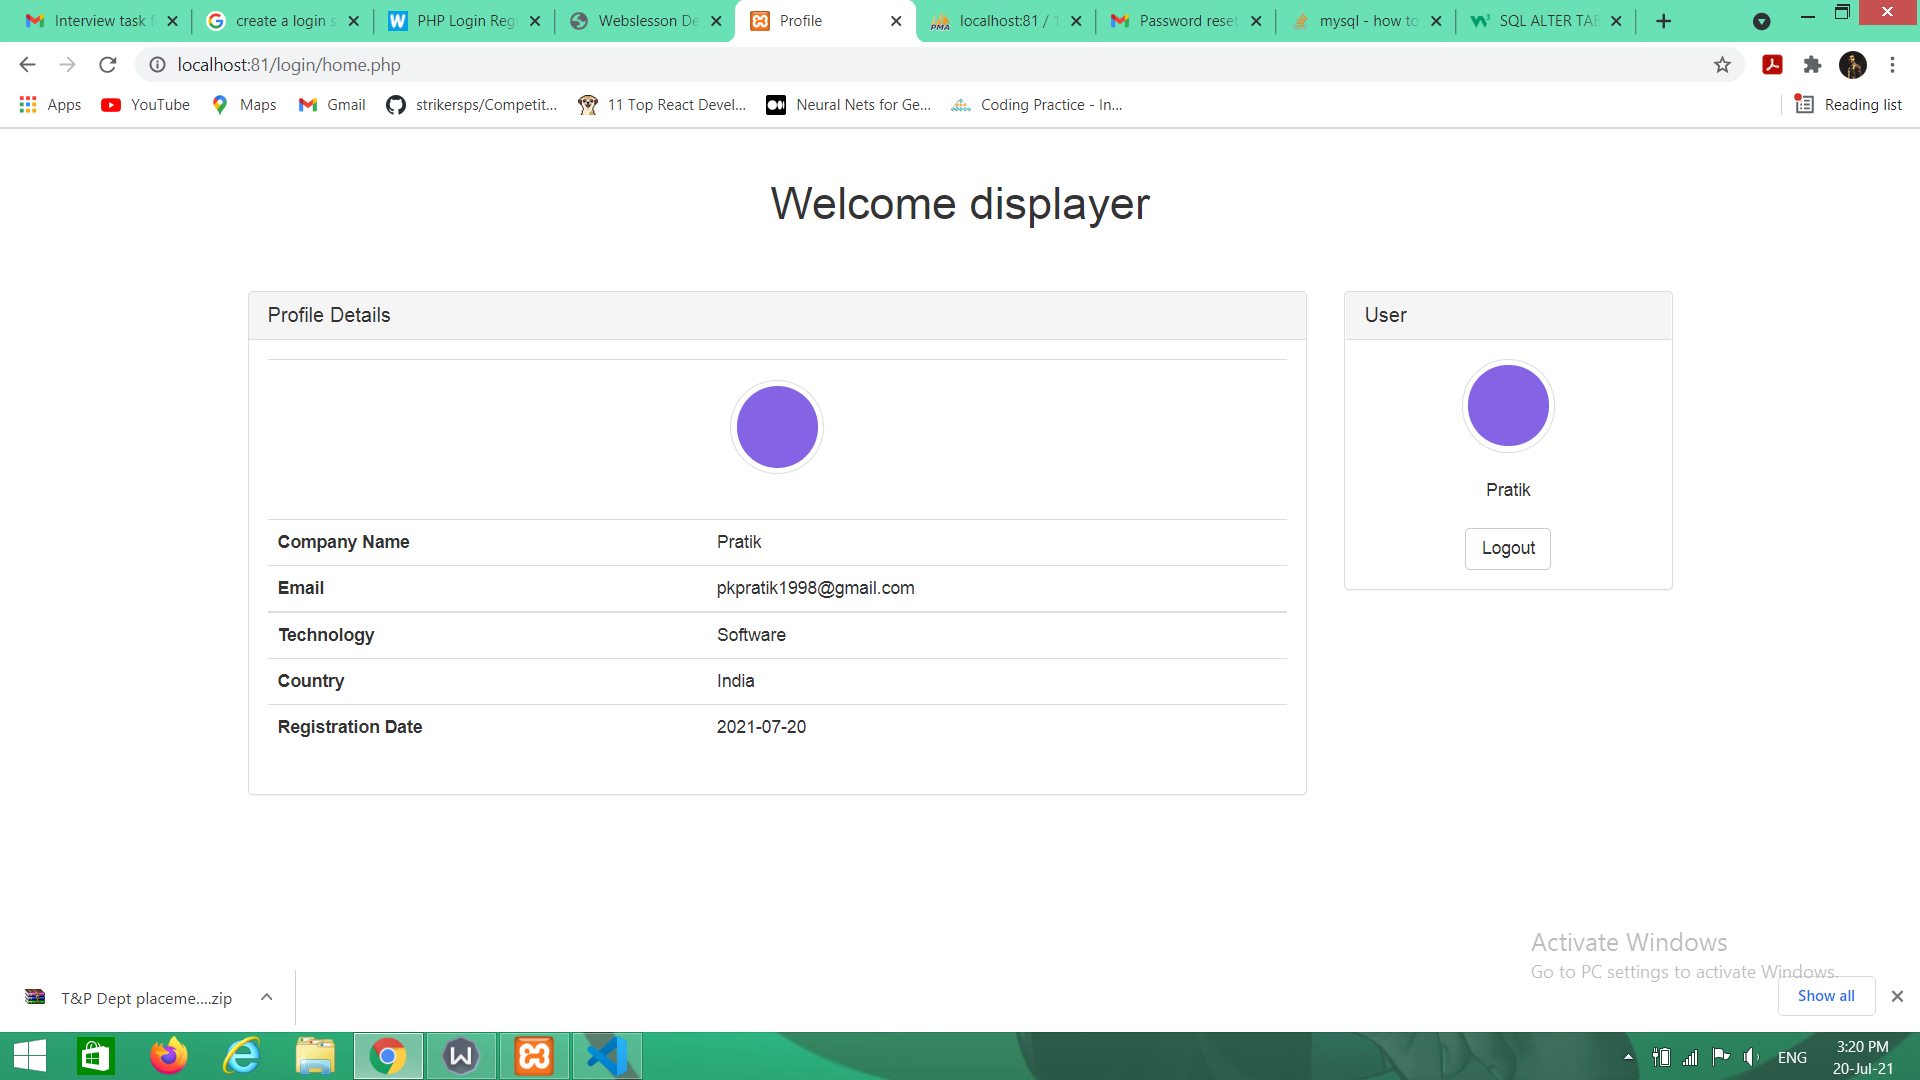 Interview task f
create a login s
PHP Login Regi
Webslesson De
Profile
localhost:81 / 1
Password reset
mysql - how to
SQL ALTER TAB
localhost:81/login/home.php
Apps
YouTube
Maps
Gmail
strikersps/Competit...
11 Top React Devel...
Neural Nets for Ge...
Coding Practice - In...
Reading list
Welcome displayer
Profile Details
Company Name Pratik
Email pkpratik1998@gmail.com
Technology Software
Country India
Registration Date 2021-07-20
User
Pratik
Logout
Activate Windows
Go to PC settings to activate Windows.
T&P Dept placeme....zip
Show all
ENG
3:20 PM
20-Jul-21